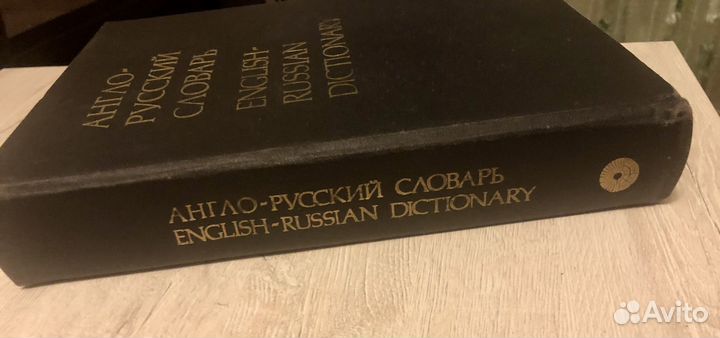 АНГЛО-
РУССКИЙ
СЛОВАРЬ
ENGLISH-
RUSSIAN
DICTIONARY
АНГЛО-РУССКИЙ СЛОВАРЬ
ENGLISH-RUSSIAN DICTIONARY
Avito